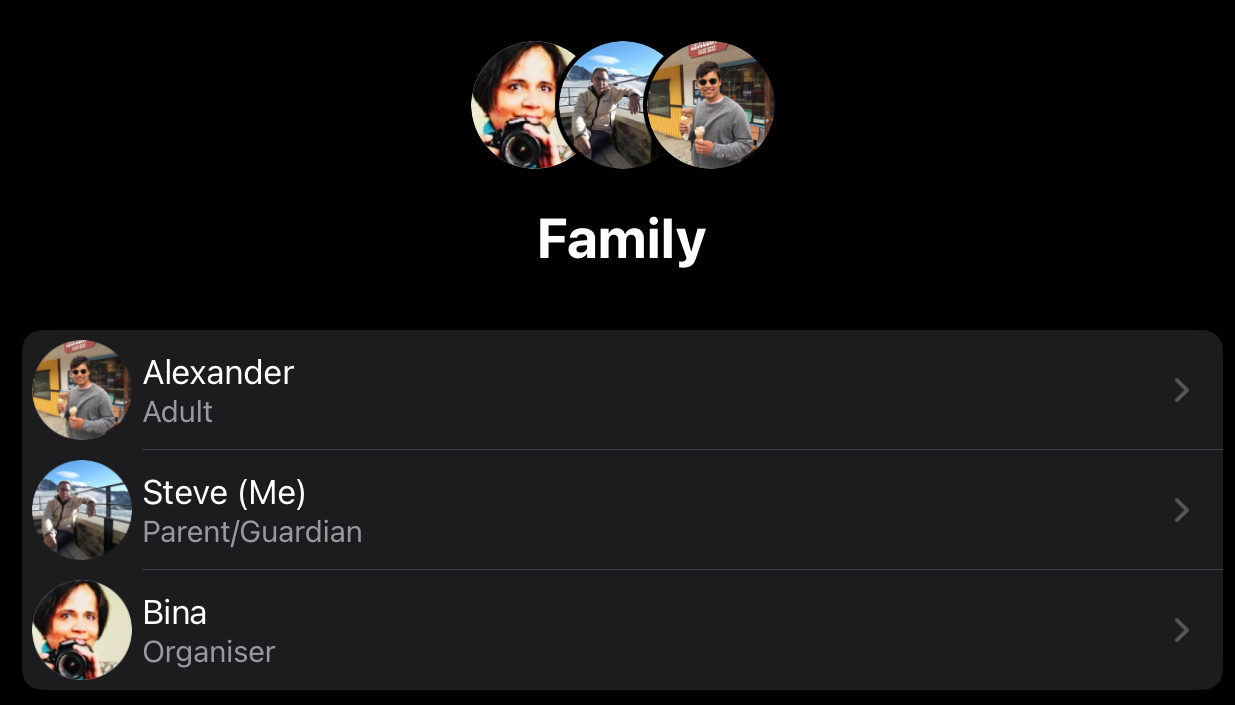 Family
Alexander
Adult
Steve (Me)
Parent/Guardian
Bina
Organiser